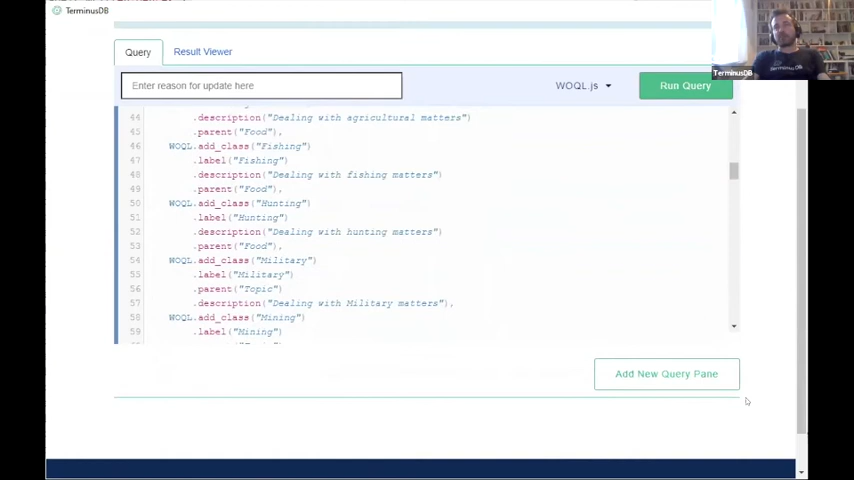 TerminusDB
Query
Result Viewer
Enter reason for update here
WOQL.js
Run Query
TerminusDB
TerminusDB
44 .description("Dealing with agricultural matters")
45 .parent("Food"),
46 WOQL.add_class("Fishing")
47 .label("Fishing")
48 .description("Dealing with fishing matters")
49 .parent("Food"),
50 WOQL.add_class("Hunting")
51 .label("Hunting")
52 .description("Dealing with hunting matters")
53 .parent("Food"),
54 WOQL.add_class("Military")
55 .label("Military")
56 .parent("Topic")
57 .description("Dealing with Military matters"),
58 WOQL.add_class("Mining")
59 .label("Mining")
Add New Query Pane